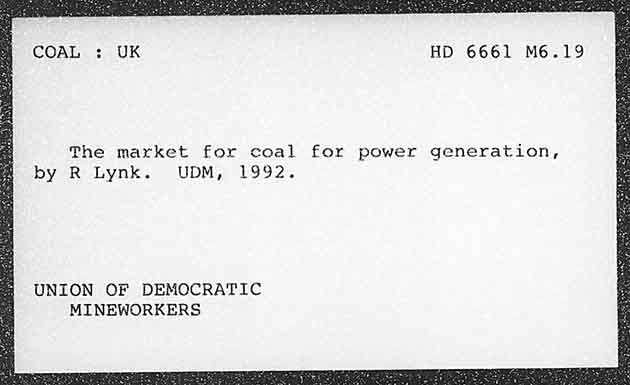 COAL : UK HD 6661 M6.19
The market for coal for power generation,
by R Lynk. UDM, 1992.
UNION OF DEMOCRATIC
MINEWORKERS